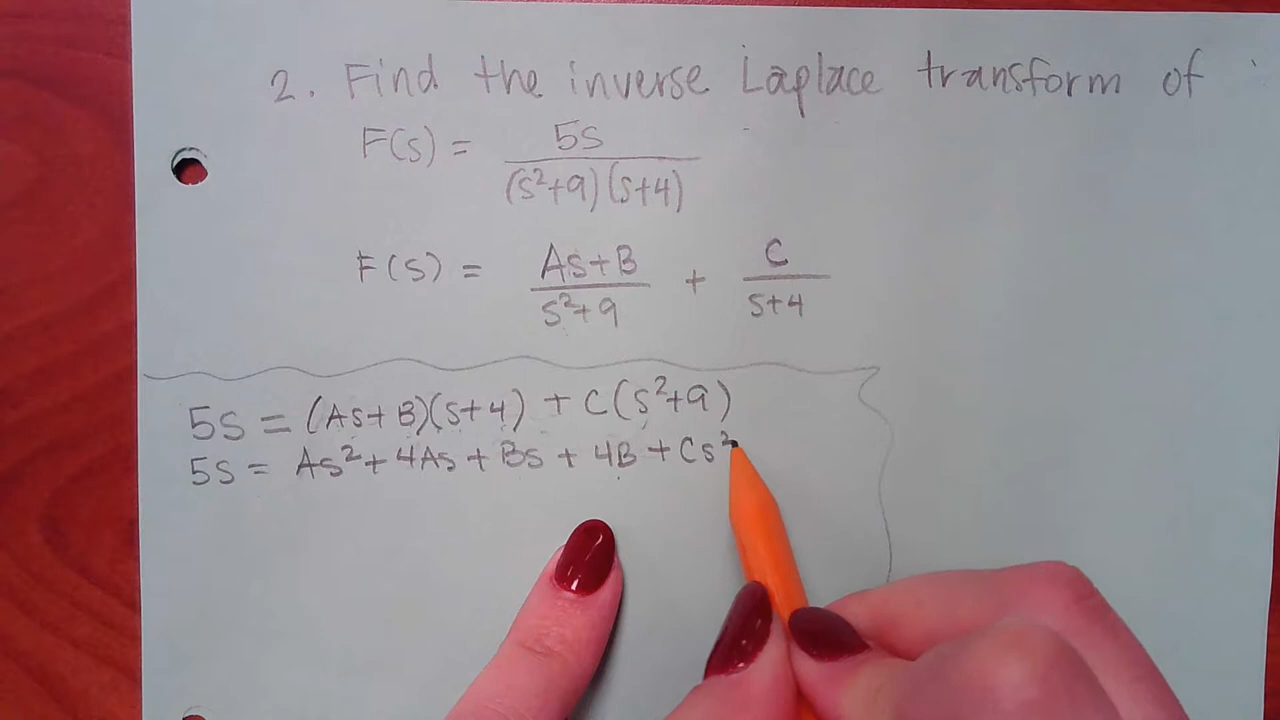 2. Find the inverse Laplace transform of
F(s) = 5s / (s²+9)(s+4)
F(s) = As+B / s²+9 + C / s+4
5s = (As+B)(s+4) + C(s²+9)
5s = As² + 4As + Bs + 4B + Cs²